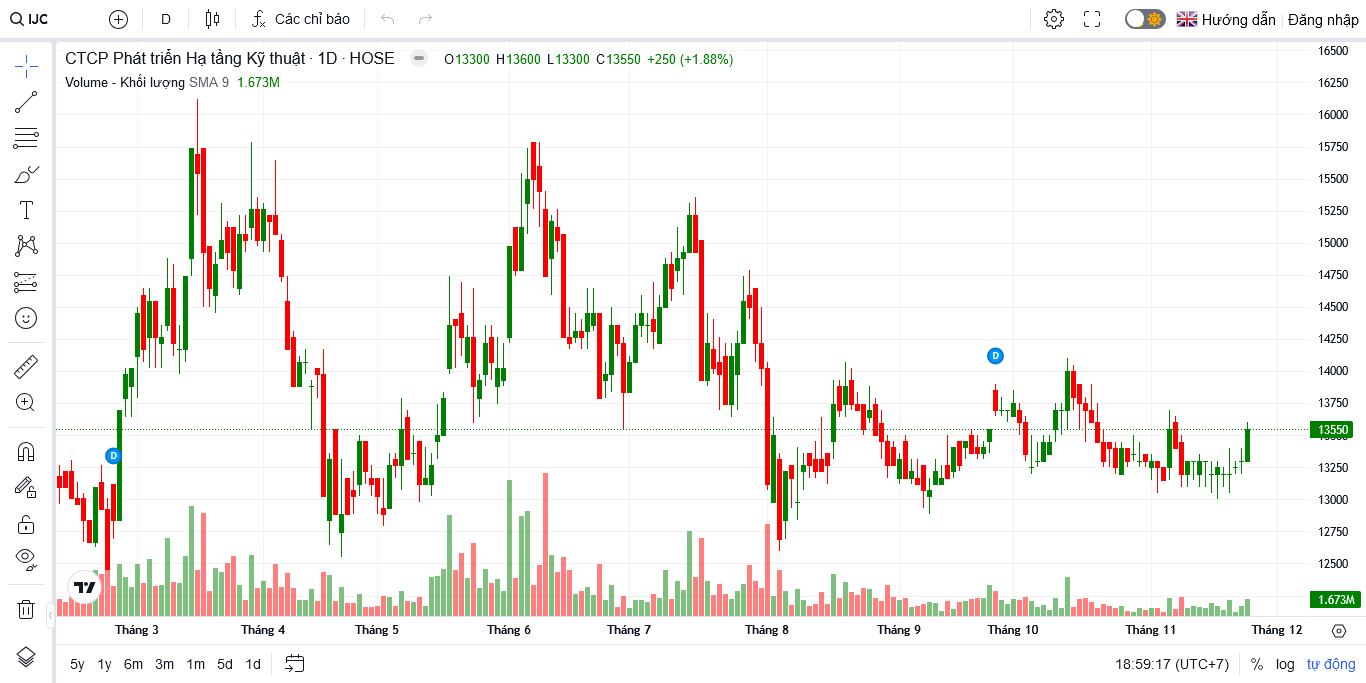 IJC D Các chỉ báo Hướng dẫn Đăng nhập
CTCP Phát triển Hạ tầng Kỹ thuật · 1D · HOSE O13300 H13600 L13300 C13550 +250 (+1.88%)
Volume - Khối lượng SMA 9 1.673M
16500
16250
16000
15750
15500
15250
15000
14750
14500
14250
14000
13750
13550
13500
13250
13000
12750
12500
D
D
1.673M
Tháng 3 Tháng 4 Tháng 5 Tháng 6 Tháng 7 Tháng 8 Tháng 9 Tháng 10 Tháng 11 Tháng 12
5y 1y 6m 3m 1m 5d 1d 18:59:17 (UTC+7) % log tự động